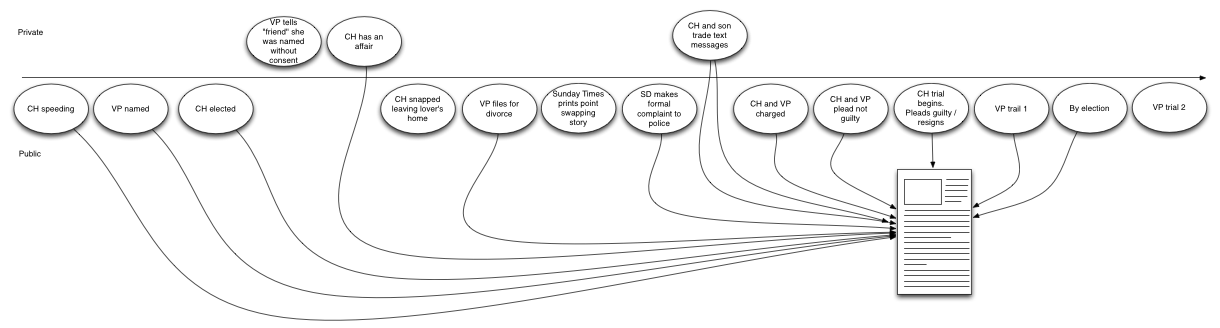 Private
VP tells
"friend" she
was named
without
consent
CH has an
affair
CH and son
trade text
messages
CH speeding
VP named
CH elected
CH snapped
leaving lover's
home
VP files for
divorce
Sunday Times
prints point
swapping
story
SD makes
formal
complaint to
police
CH and VP
charged
CH and VP
plead not
guilty
CH trial
begins.
Pleads guilty /
resigns
VP trail 1
By election
VP trial 2
Public